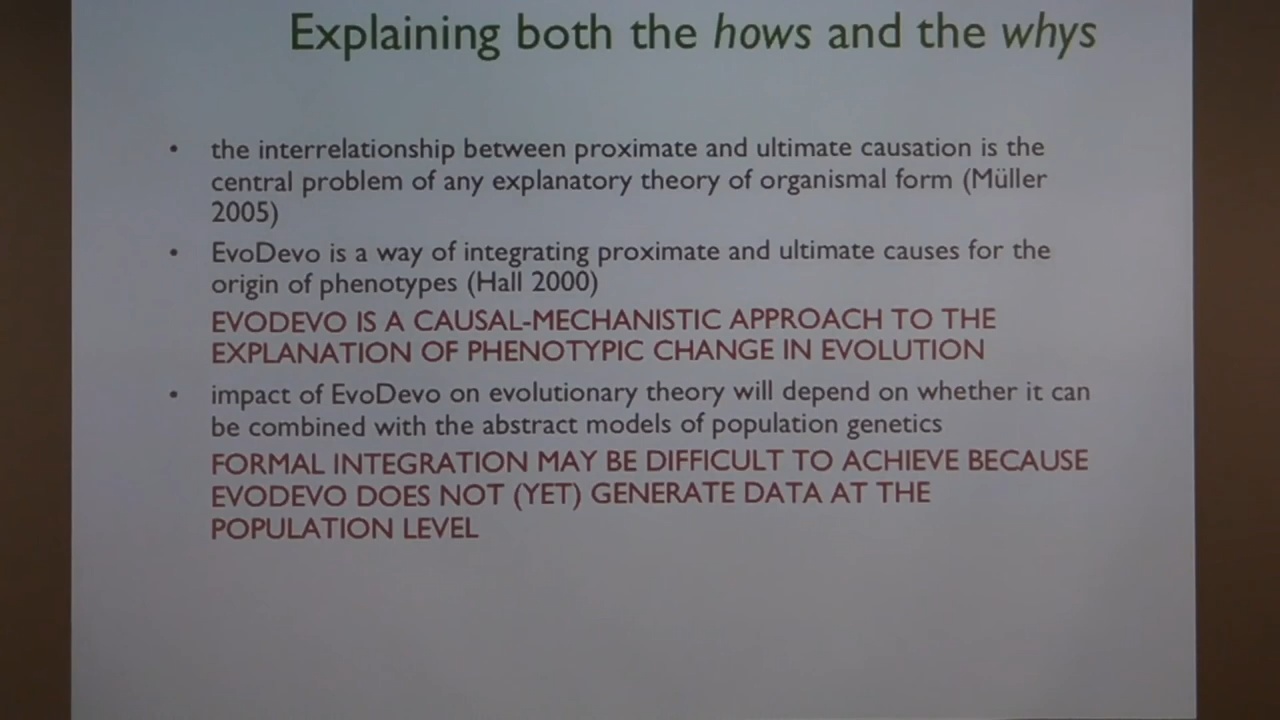 Explaining both the hows and the whys
• the interrelationship between proximate and ultimate causation is the
central problem of any explanatory theory of organismal form (Müller
2005)
• EvoDevo is a way of integrating proximate and ultimate causes for the
origin of phenotypes (Hall 2000)
EVODEVO IS A CAUSAL-MECHANISTIC APPROACH TO THE
EXPLANATION OF PHENOTYPIC CHANGE IN EVOLUTION
• impact of EvoDevo on evolutionary theory will depend on whether it can
be combined with the abstract models of population genetics
FORMAL INTEGRATION MAY BE DIFFICULT TO ACHIEVE BECAUSE
EVODEVO DOES NOT (YET) GENERATE DATA AT THE
POPULATION LEVEL